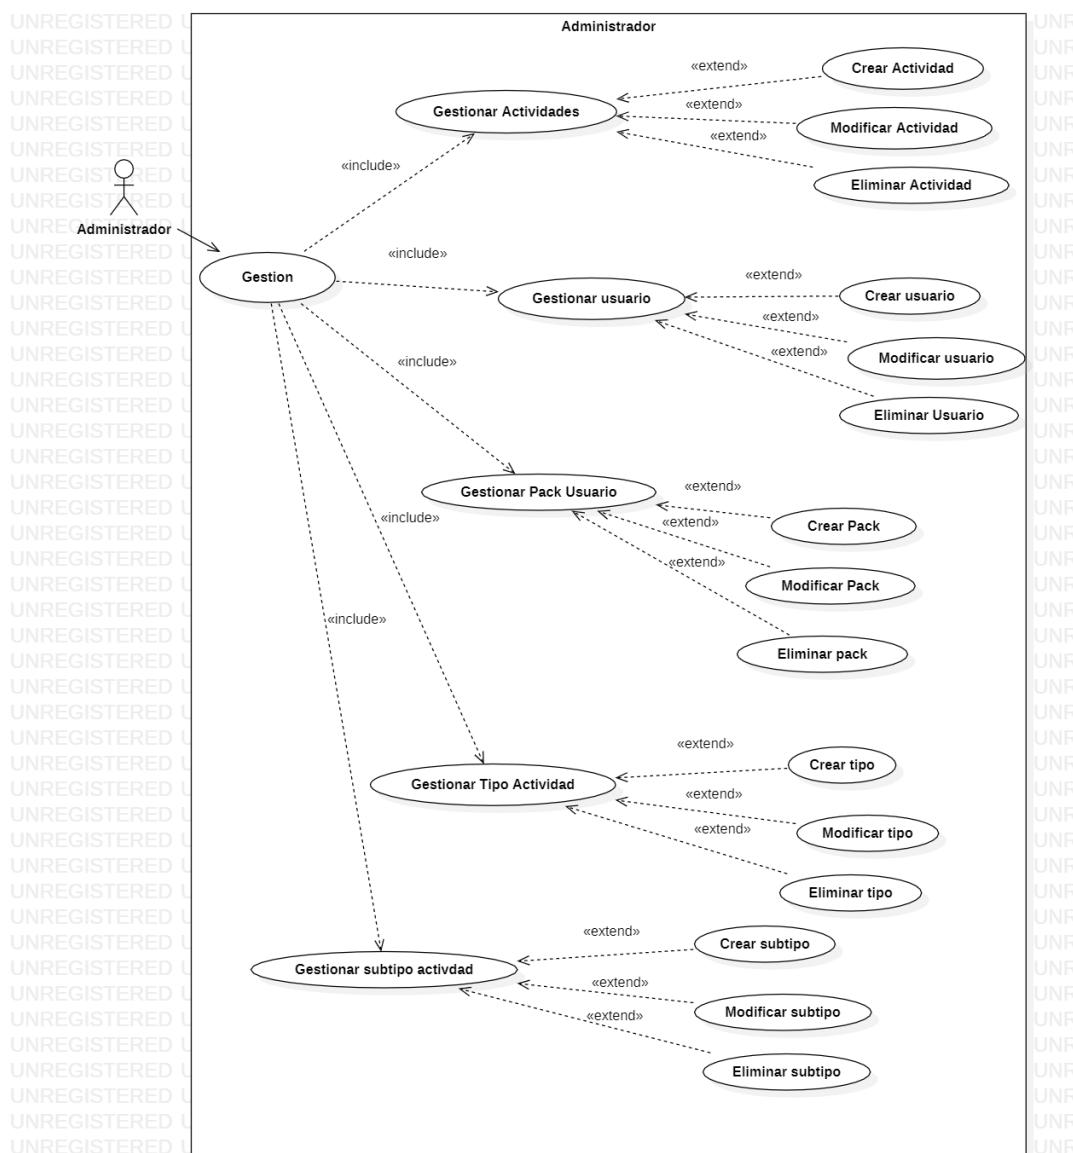 Administrador
«extend»
Crear Actividad
Gestionar Actividades
«extend»
Modificar Actividad
«extend»
«include»
Eliminar Actividad
Administrador
«include»
Gestion
«extend»
Gestionar usuario
Crear usuario
«extend»
«extend»
Modificar usuario
«include»
Eliminar Usuario
«extend»
Gestionar Pack Usuario
«include»
«extend»
Crear Pack
«extend»
Modificar Pack
«include»
Eliminar pack
«extend»
Crear tipo
Gestionar Tipo Actividad
«extend»
«extend»
Modificar tipo
Eliminar tipo
«extend»
Crear subtipo
Gestionar subtipo activdad
«extend»
«extend»
Modificar subtipo
Eliminar subtipo
UNREGISTERED